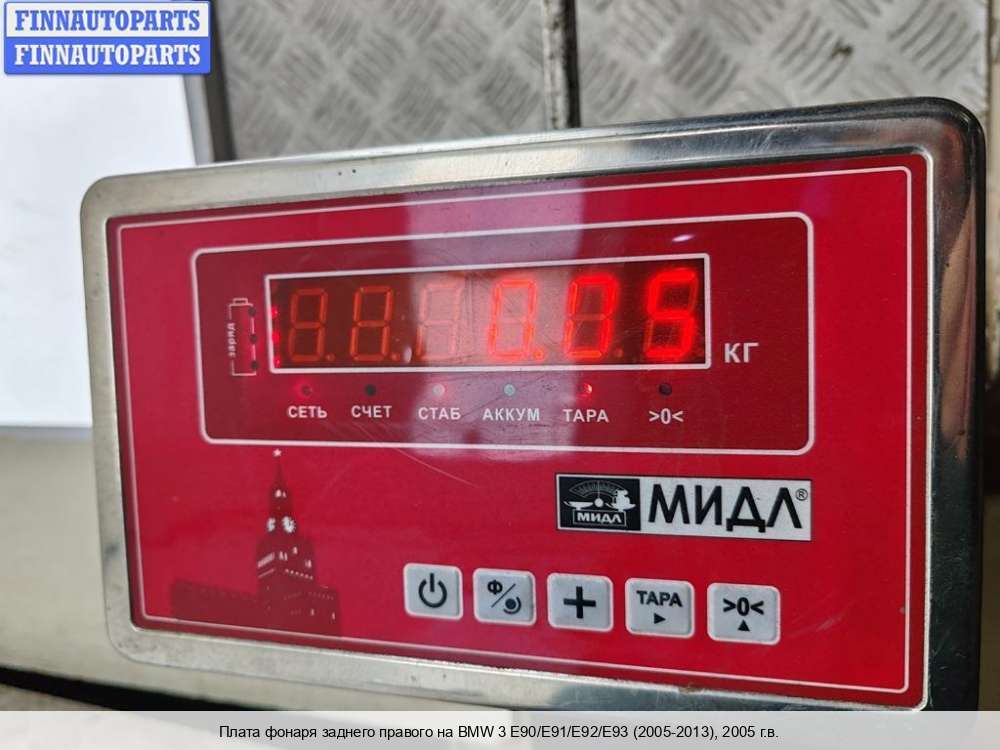 FINNAUTOPARTS
FINNAUTOPARTS
заряд
0.05
КГ
СЕТЬ СЧЕТ СТАБ АККУМ ТАРА >0<
МИДЛ МИДЛ®
Ф
+ ТАРА >0<
Плата фонаря заднего правого на BMW 3 E90/E91/E92/E93 (2005-2013), 2005 г.в.